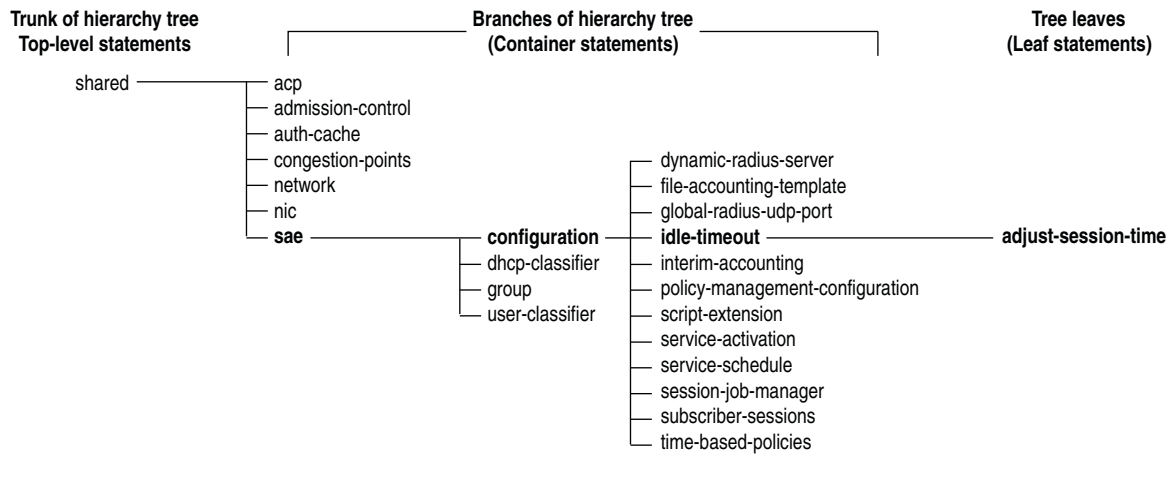 Trunk of hierarchy tree
Top-level statements
Branches of hierarchy tree
(Container statements)
Tree leaves
(Leaf statements)
shared
acp
admission-control
auth-cache
congestion-points
network
nic
sae
configuration
dhcp-classifier
group
user-classifier
dynamic-radius-server
file-accounting-template
global-radius-udp-port
idle-timeout
interim-accounting
policy-management-configuration
script-extension
service-activation
service-schedule
session-job-manager
subscriber-sessions
time-based-policies
adjust-session-time